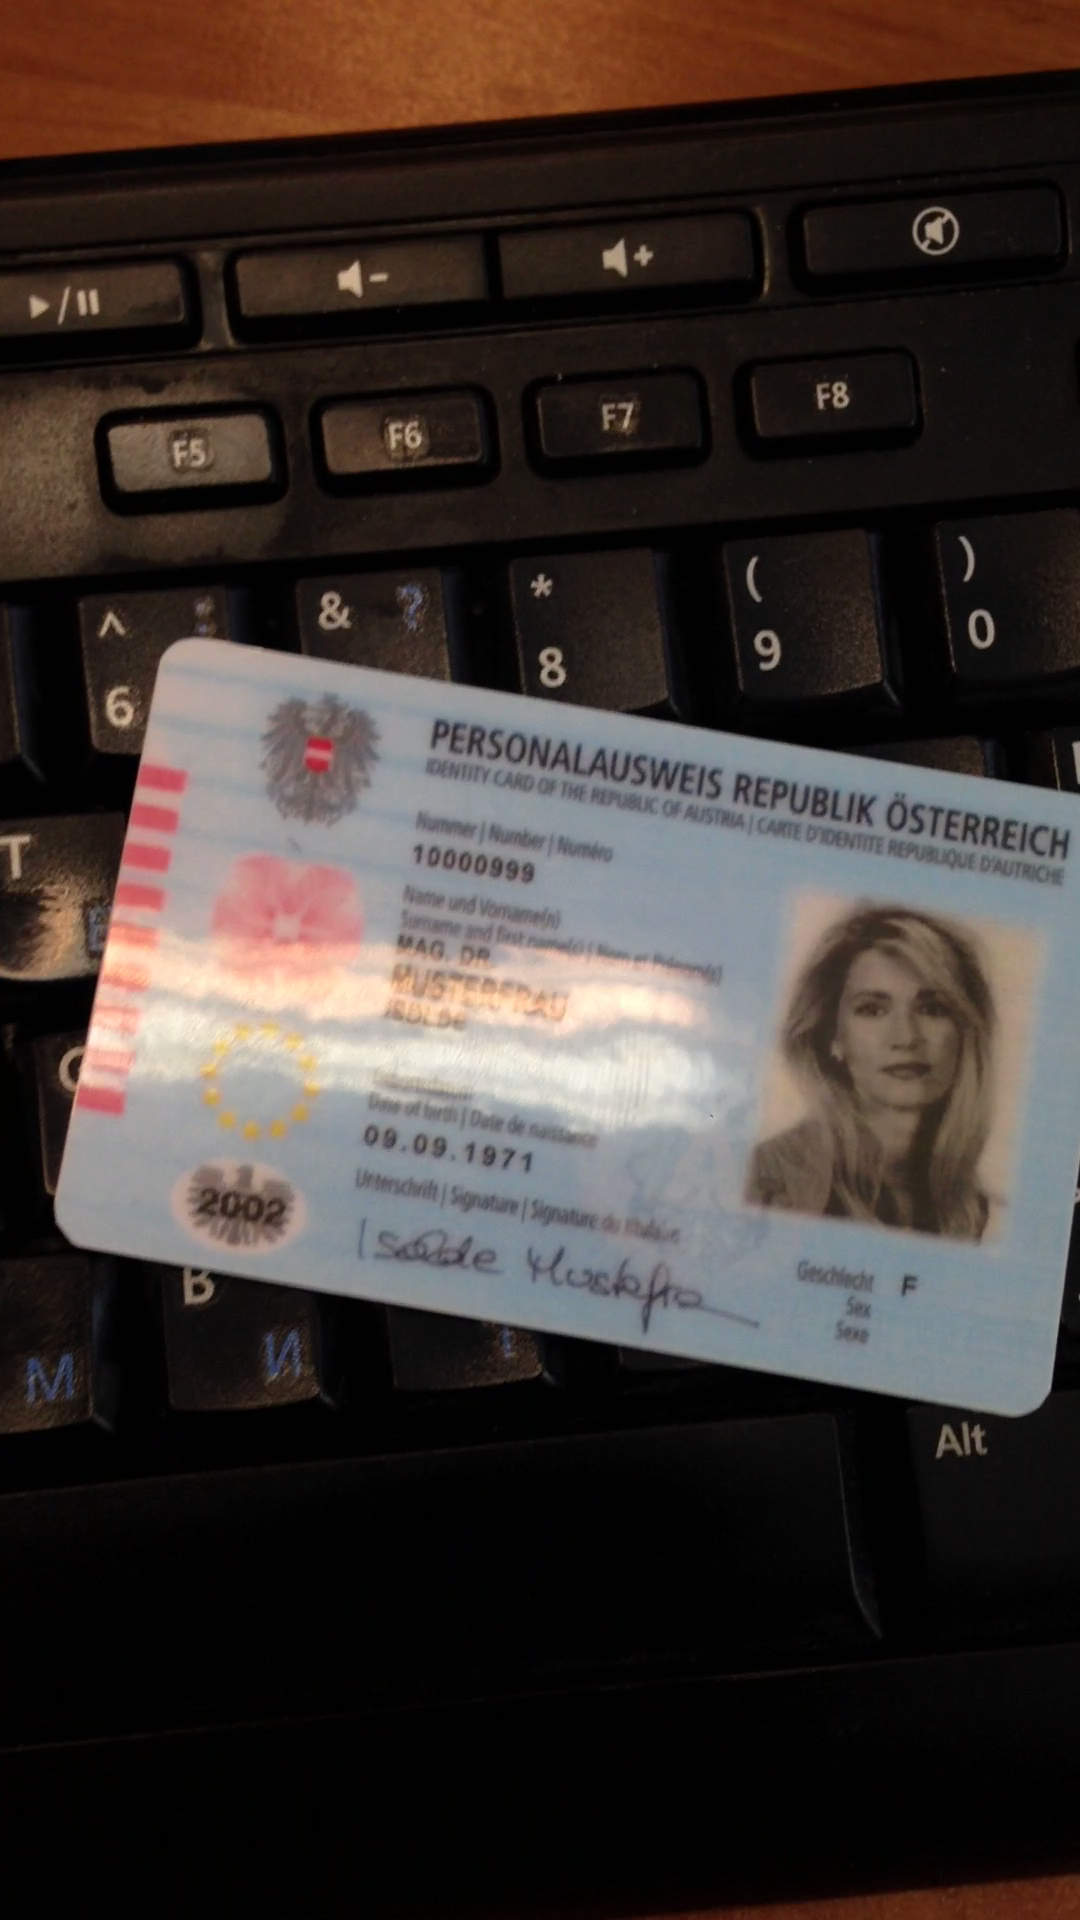 F5
F6
F7
F8
^
&
*
(
)
6
8
9
0
T
PERSONALAUSWEIS REPUBLIK ÖSTERREICH
IDENTITY CARD OF THE REPUBLIC OF AUSTRIA | CARTE D'IDENTITE REPUBLIQUE D'AUTRICHE
Nummer | Number | Numéro
10000999
Name und Vorname(n)
Surname and first name(s) | Nom et Prénom(s)
MAG. DR.
MUSTERFRAU
ISOLDE
Date of birth | Date de naissance
09.09.1971
Unterschrift | Signature | Signature du titulaire
2002
Isolde Musterfra
Geschlecht F
Sex
Sexe
B
М
И
Alt